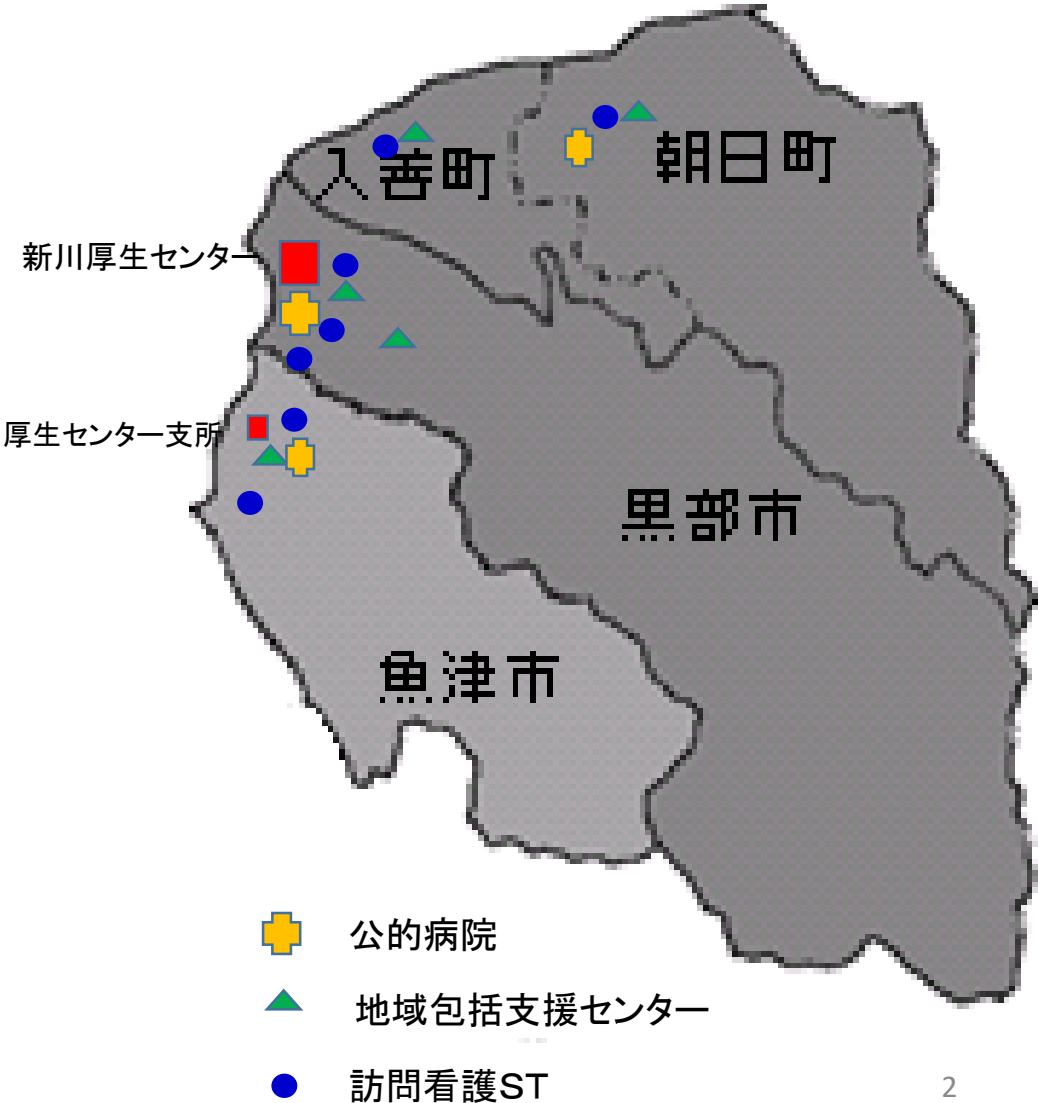 入善町
朝日町
新川厚生センター
厚生センター支所
黒部市
魚津市
公的病院
地域包括支援センター
訪問看護ST
2